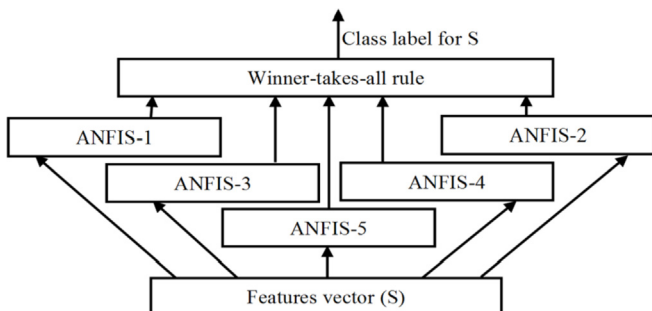 Class label for S
Winner-takes-all rule
ANFIS-1
ANFIS-2
ANFIS-3
ANFIS-4
ANFIS-5
Features vector (S)